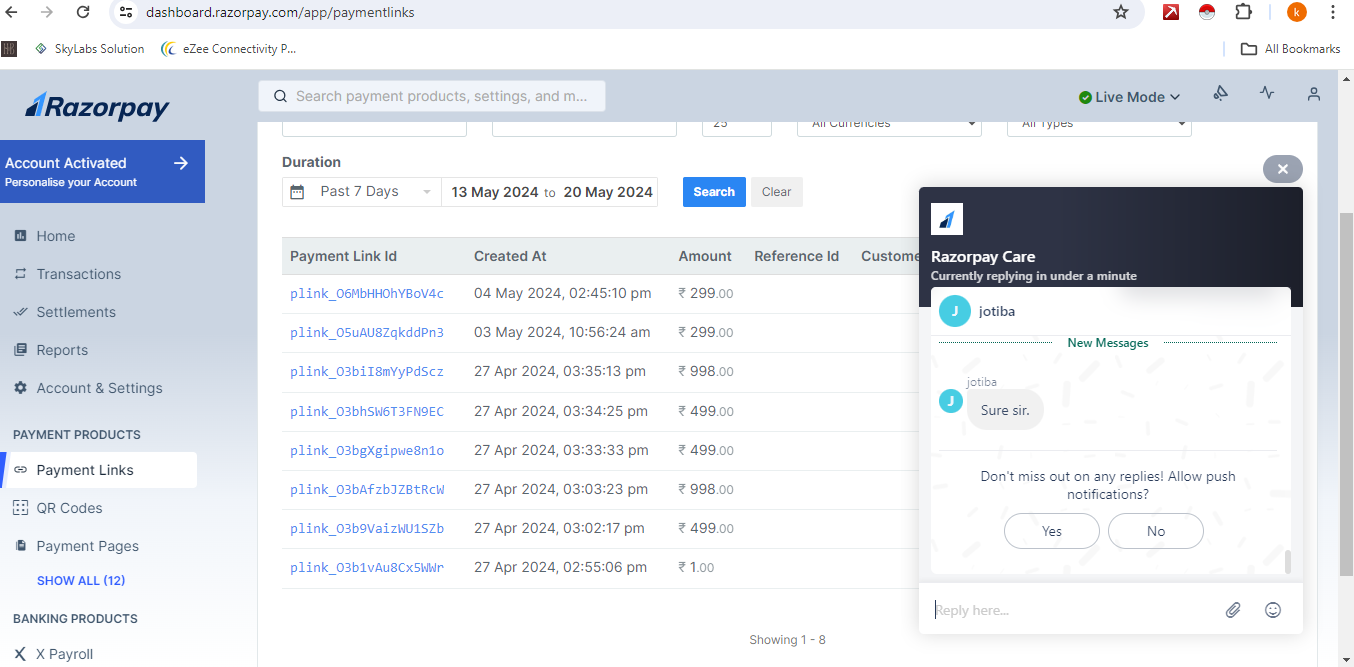 dashboard.razorpay.com/app/paymentlinks
k
SkyLabs Solution
eZee Connectivity P...
All Bookmarks
Razorpay
Search payment products, settings, and m...
Live Mode
Account Activated
Personalise your Account
Home
Transactions
Settlements
Reports
Account & Settings
PAYMENT PRODUCTS
Payment Links
QR Codes
Payment Pages
SHOW ALL (12)
BANKING PRODUCTS
X Payroll
25
All Currencies
All Types
Duration
Past 7 Days
13 May 2024 to 20 May 2024
Search
Clear
Payment Link Id Created At Amount Reference Id Custome
plink_O6MbHHOhYBoV4c 04 May 2024, 02:45:10 pm ₹ 299.00
plink_O5uAU8ZqkddPn3 03 May 2024, 10:56:24 am ₹ 299.00
plink_O3biI8mYyPdScz 27 Apr 2024, 03:35:13 pm ₹ 998.00
plink_O3bhSW6T3FN9EC 27 Apr 2024, 03:34:25 pm ₹ 499.00
plink_O3bgXgipwe8n1o 27 Apr 2024, 03:33:33 pm ₹ 499.00
plink_O3bAfzbJZBtRcW 27 Apr 2024, 03:03:23 pm ₹ 998.00
plink_O3b9VaizWU1SZb 27 Apr 2024, 03:02:17 pm ₹ 499.00
plink_O3b1vAu8Cx5WWr 27 Apr 2024, 02:55:06 pm ₹ 1.00
Showing 1 - 8
Razorpay Care
Currently replying in under a minute
J
jotiba
New Messages
jotiba
J
Sure sir.
Don't miss out on any replies! Allow push
notifications?
Yes
No
Reply here...